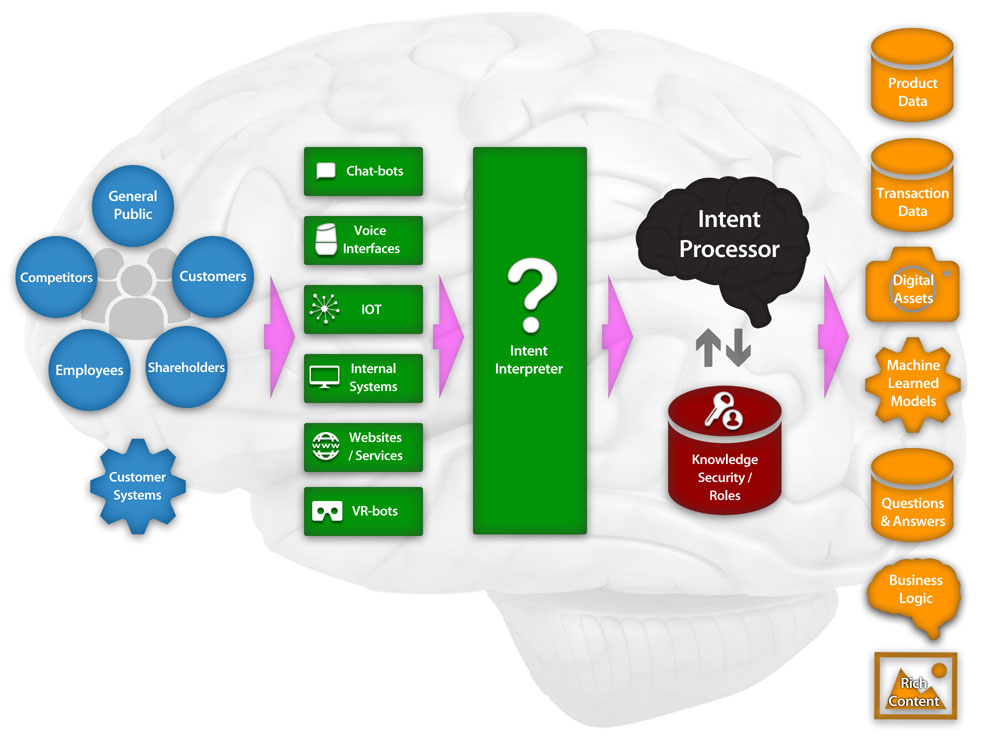 General
Public
Competitors
Customers
Employees
Shareholders
Customer
Systems
Chat-bots
Voice
Interfaces
IOT
Internal
Systems
www
Websites
/ Services
VR-bots
?
Intent
Interpreter
Intent
Processor
Knowledge
Security /
Roles
Product
Data
Transaction
Data
Digital
Assets
Machine
Learned
Models
Questions
& Answers
Business
Logic
Rich
Content